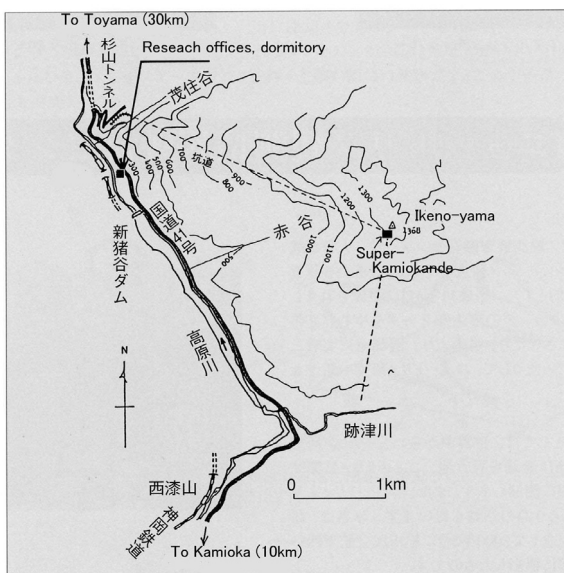 To Toyama (30km)
Reseach offices, dormitory
杉山トンネル
茂住谷
300
400
500
600
700
800
坑道
900
1300
1200
Ikeno-yama
1360
Super-
Kamiokande
1000
1100
国道41号
赤谷
500
新猪谷ダム
高原川
N
跡津川
西漆山
0
1km
神岡鉄道
To Kamioka (10km)